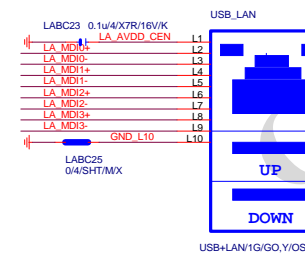 USB_LAN
LABC23 0.1u/4/X7R/16V/K
LA_AVDD_CEN L1
LA_MDI0+ L2
LA_MDI0- L3
LA_MDI1+ L4
LA_MDI1- L5
LA_MDI2+ L6
LA_MDI2- L7
LA_MDI3+ L8
LA_MDI3- L9
GND_L10 L10
LABC25
0/4/SHT/M/X
UP
DOWN
USB+LAN/1G/GO,Y/OS